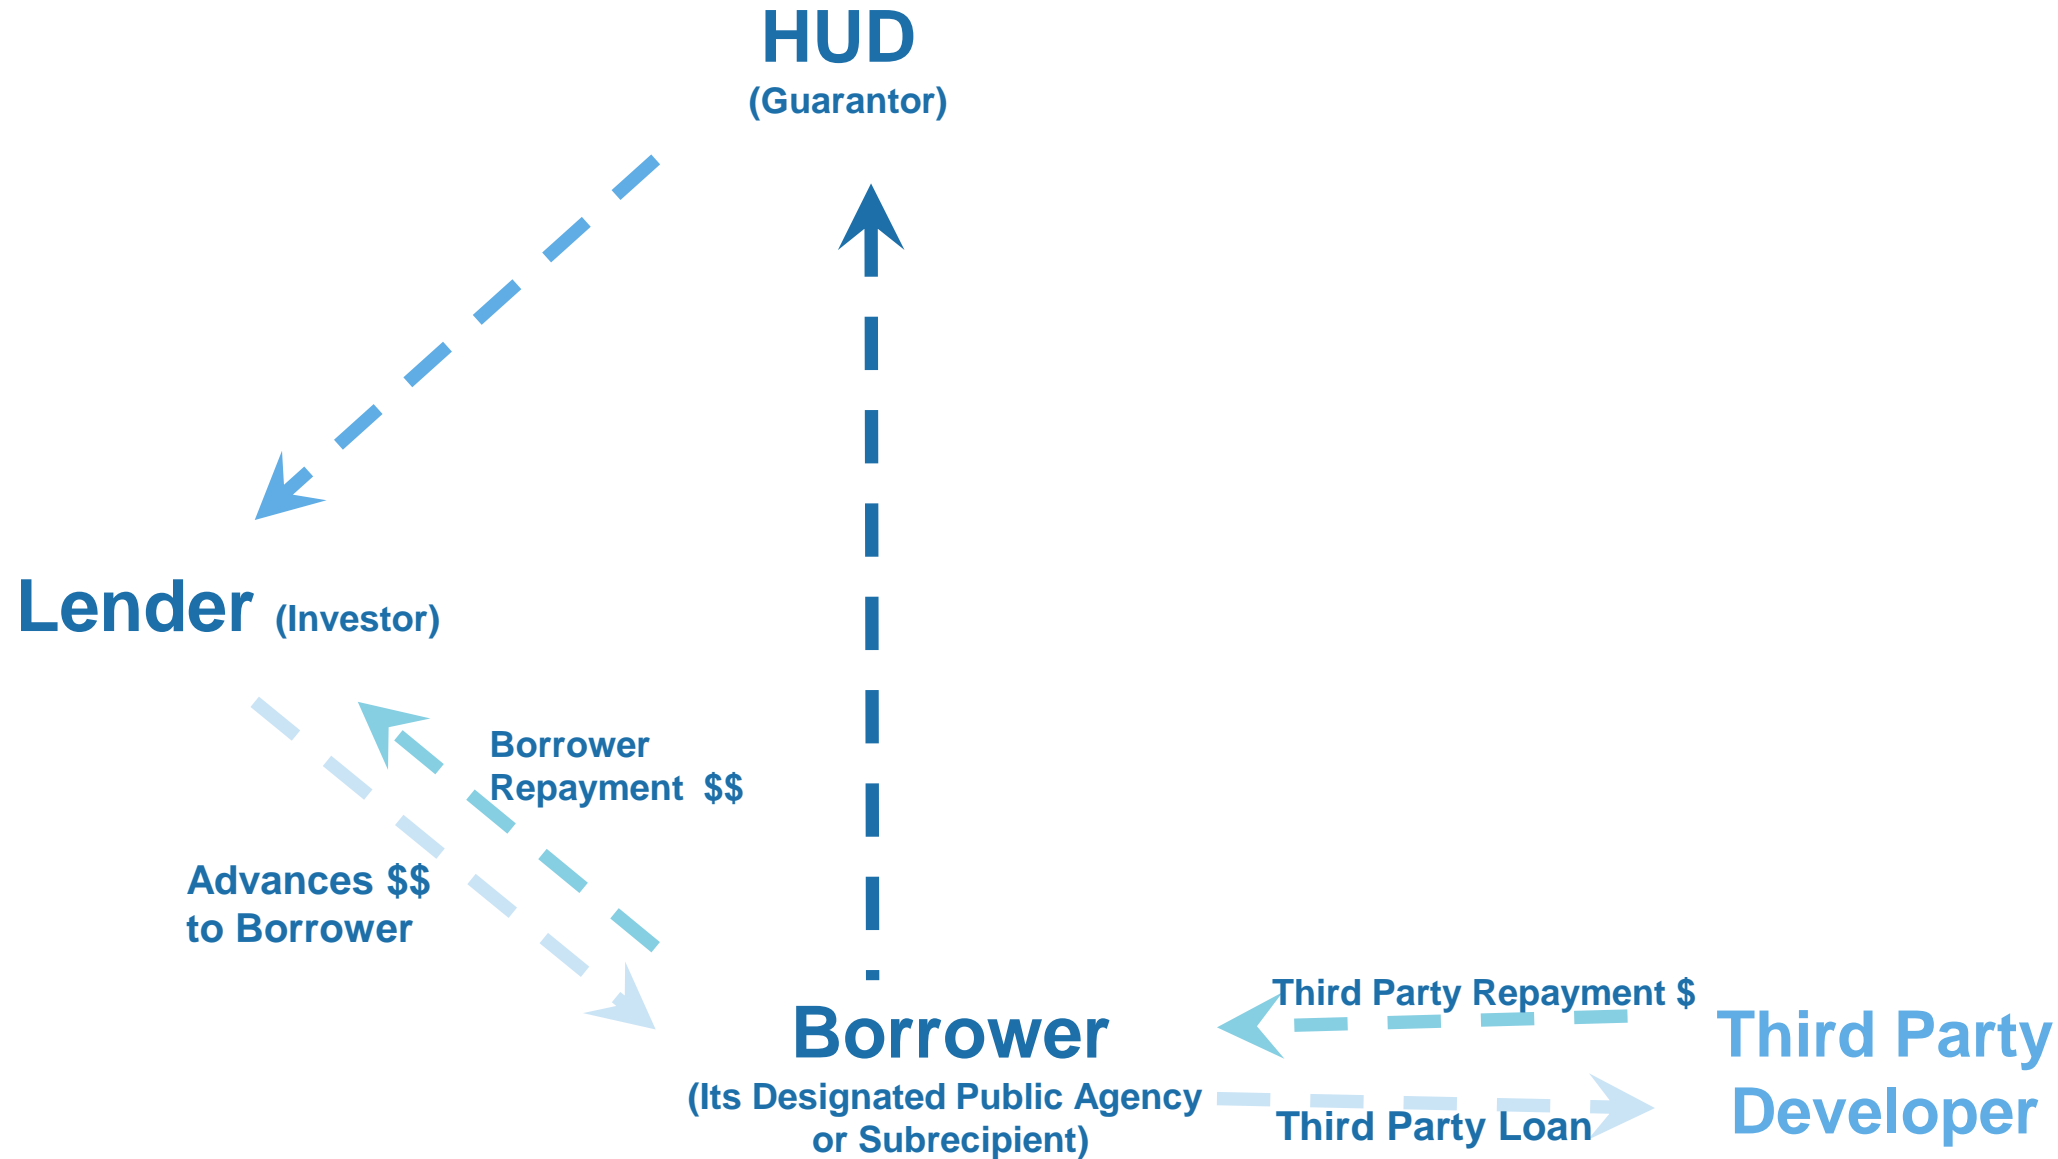 HUD
(Guarantor)
Lender (Investor)
Borrower
Repayment $$
Advances $$
to Borrower
Third Party Repayment $
Borrower
(Its Designated Public Agency
or Subrecipient)
Third Party Loan
Third Party
Developer